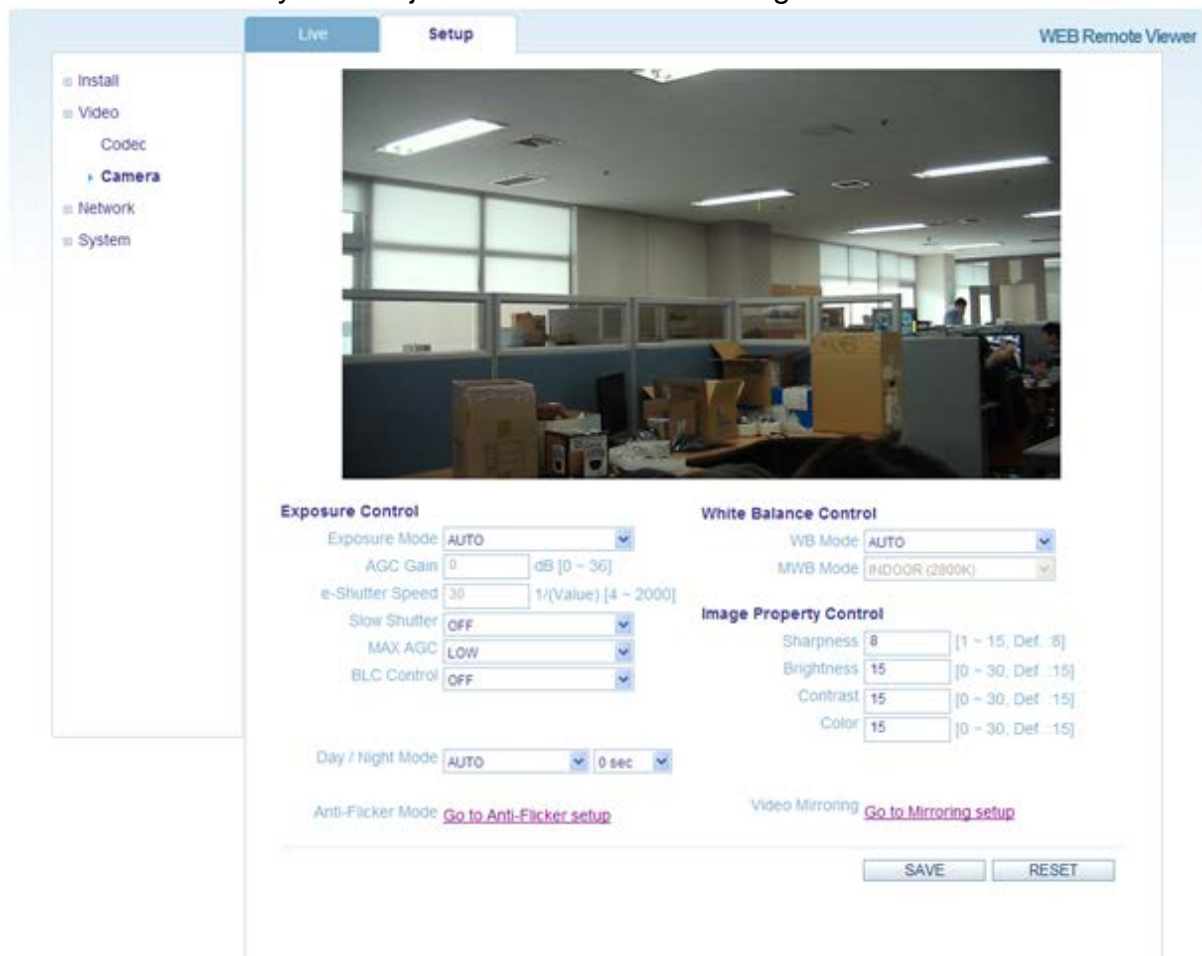 Live
Setup
WEB Remote Viewer
Install
Video
Codec
Camera
Network
System
Exposure Control
Exposure Mode AUTO
AGC Gain 0 dB [0 ~ 36]
e-Shutter Speed 30 1/(Value) [4 ~ 2000]
Slow Shutter OFF
MAX AGC LOW
BLC Control OFF
Day / Night Mode AUTO 0 sec
Anti-Flicker Mode Go to Anti-Flicker setup
White Balance Control
WB Mode AUTO
MWB Mode INDOOR (2800K)
Image Property Control
Sharpness 8 [1 ~ 15, Def. :8]
Brightness 15 [0 ~ 30, Def. :15]
Contrast 15 [0 ~ 30, Def. :15]
Color 15 [0 ~ 30, Def. :15]
Video Mirroring Go to Mirroring setup
SAVE
RESET